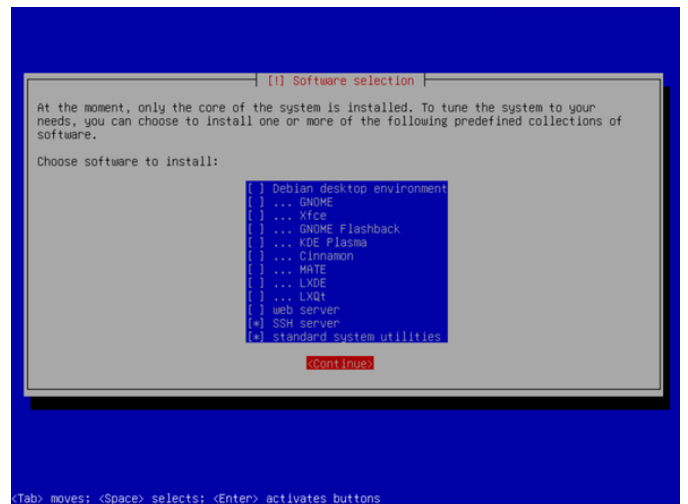 [!] Software selection
At the moment, only the core of the system is installed. To tune the system to your
needs, you can choose to install one or more of the following predefined collections of
software.
Choose software to install:
[ ] Debian desktop environment
[ ] ... GNOME
[ ] ... Xfce
[ ] ... GNOME Flashback
[ ] ... KDE Plasma
[ ] ... Cinnamon
[ ] ... MATE
[ ] ... LXDE
[ ] ... LXQt
[ ] web server
[*] SSH server
[*] standard system utilities
<Continue>
<Tab> moves; <Space> selects; <Enter> activates buttons